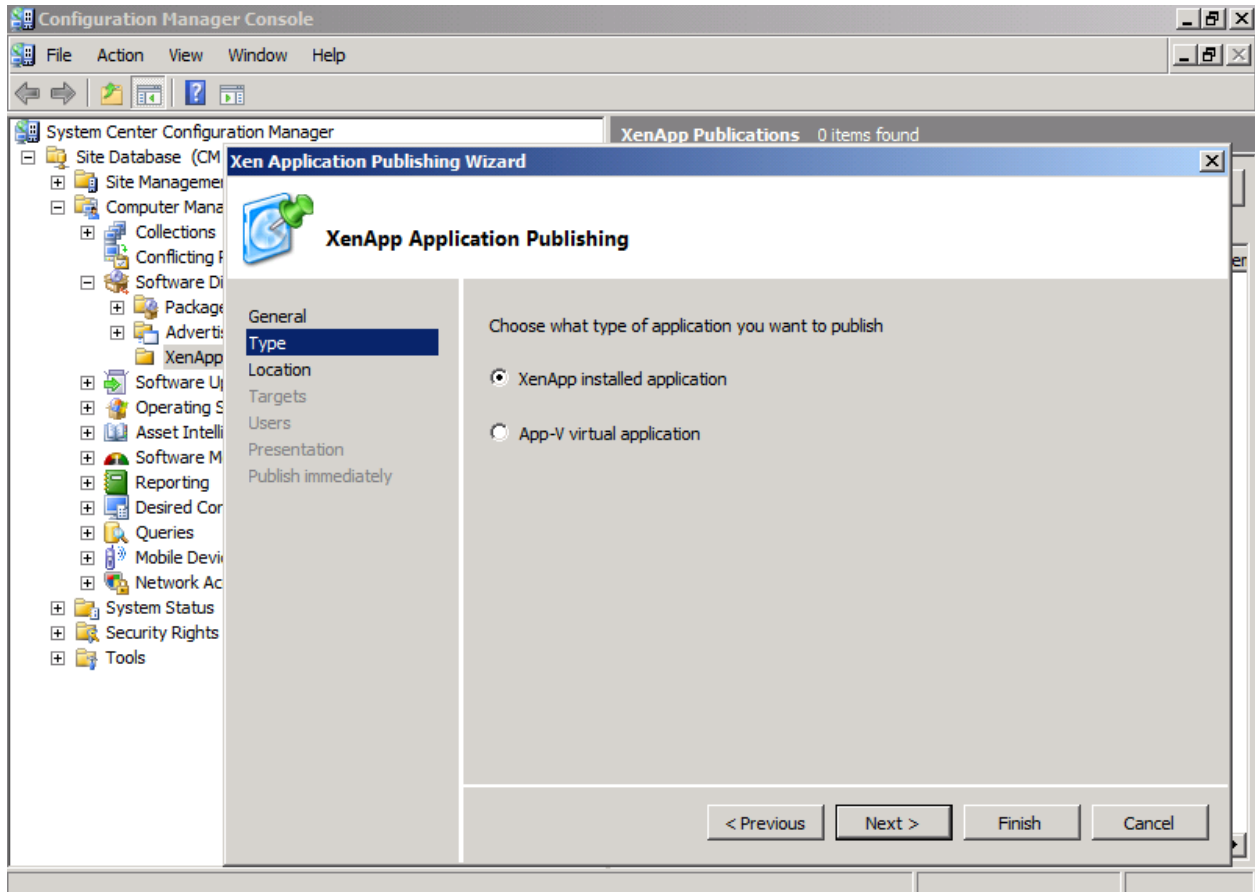 Configuration Manager Console
File Action View Window Help
System Center Configuration Manager
XenApp Publications 0 items found
Site Database (CM
Site Managemen
Computer Mana
Collections
Conflicting
Software Di
Package
Adverti
XenApp
Software U
Operating S
Asset Intelli
Software M
Reporting
Desired Con
Queries
Mobile Devi
Network Ac
System Status
Security Rights
Tools
Xen Application Publishing Wizard
XenApp Application Publishing
er
General
Type
Location
Targets
Users
Presentation
Publish immediately
Choose what type of application you want to publish
XenApp installed application
App-V virtual application
< Previous
Next >
Finish
Cancel